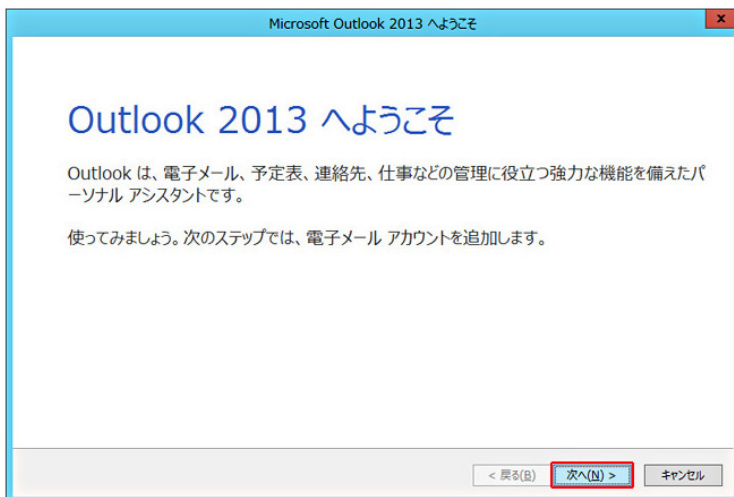 Microsoft Outlook 2013 へようこそ
x
Outlook 2013 へようこそ
Outlook は、電子メール、予定表、連絡先、仕事などの管理に役立つ強力な機能を備えたパ
ーソナル アシスタントです。
使ってみましょう。次のステップでは、電子メール アカウントを追加します。
< 戻る(B) 次へ(N) > キャンセル